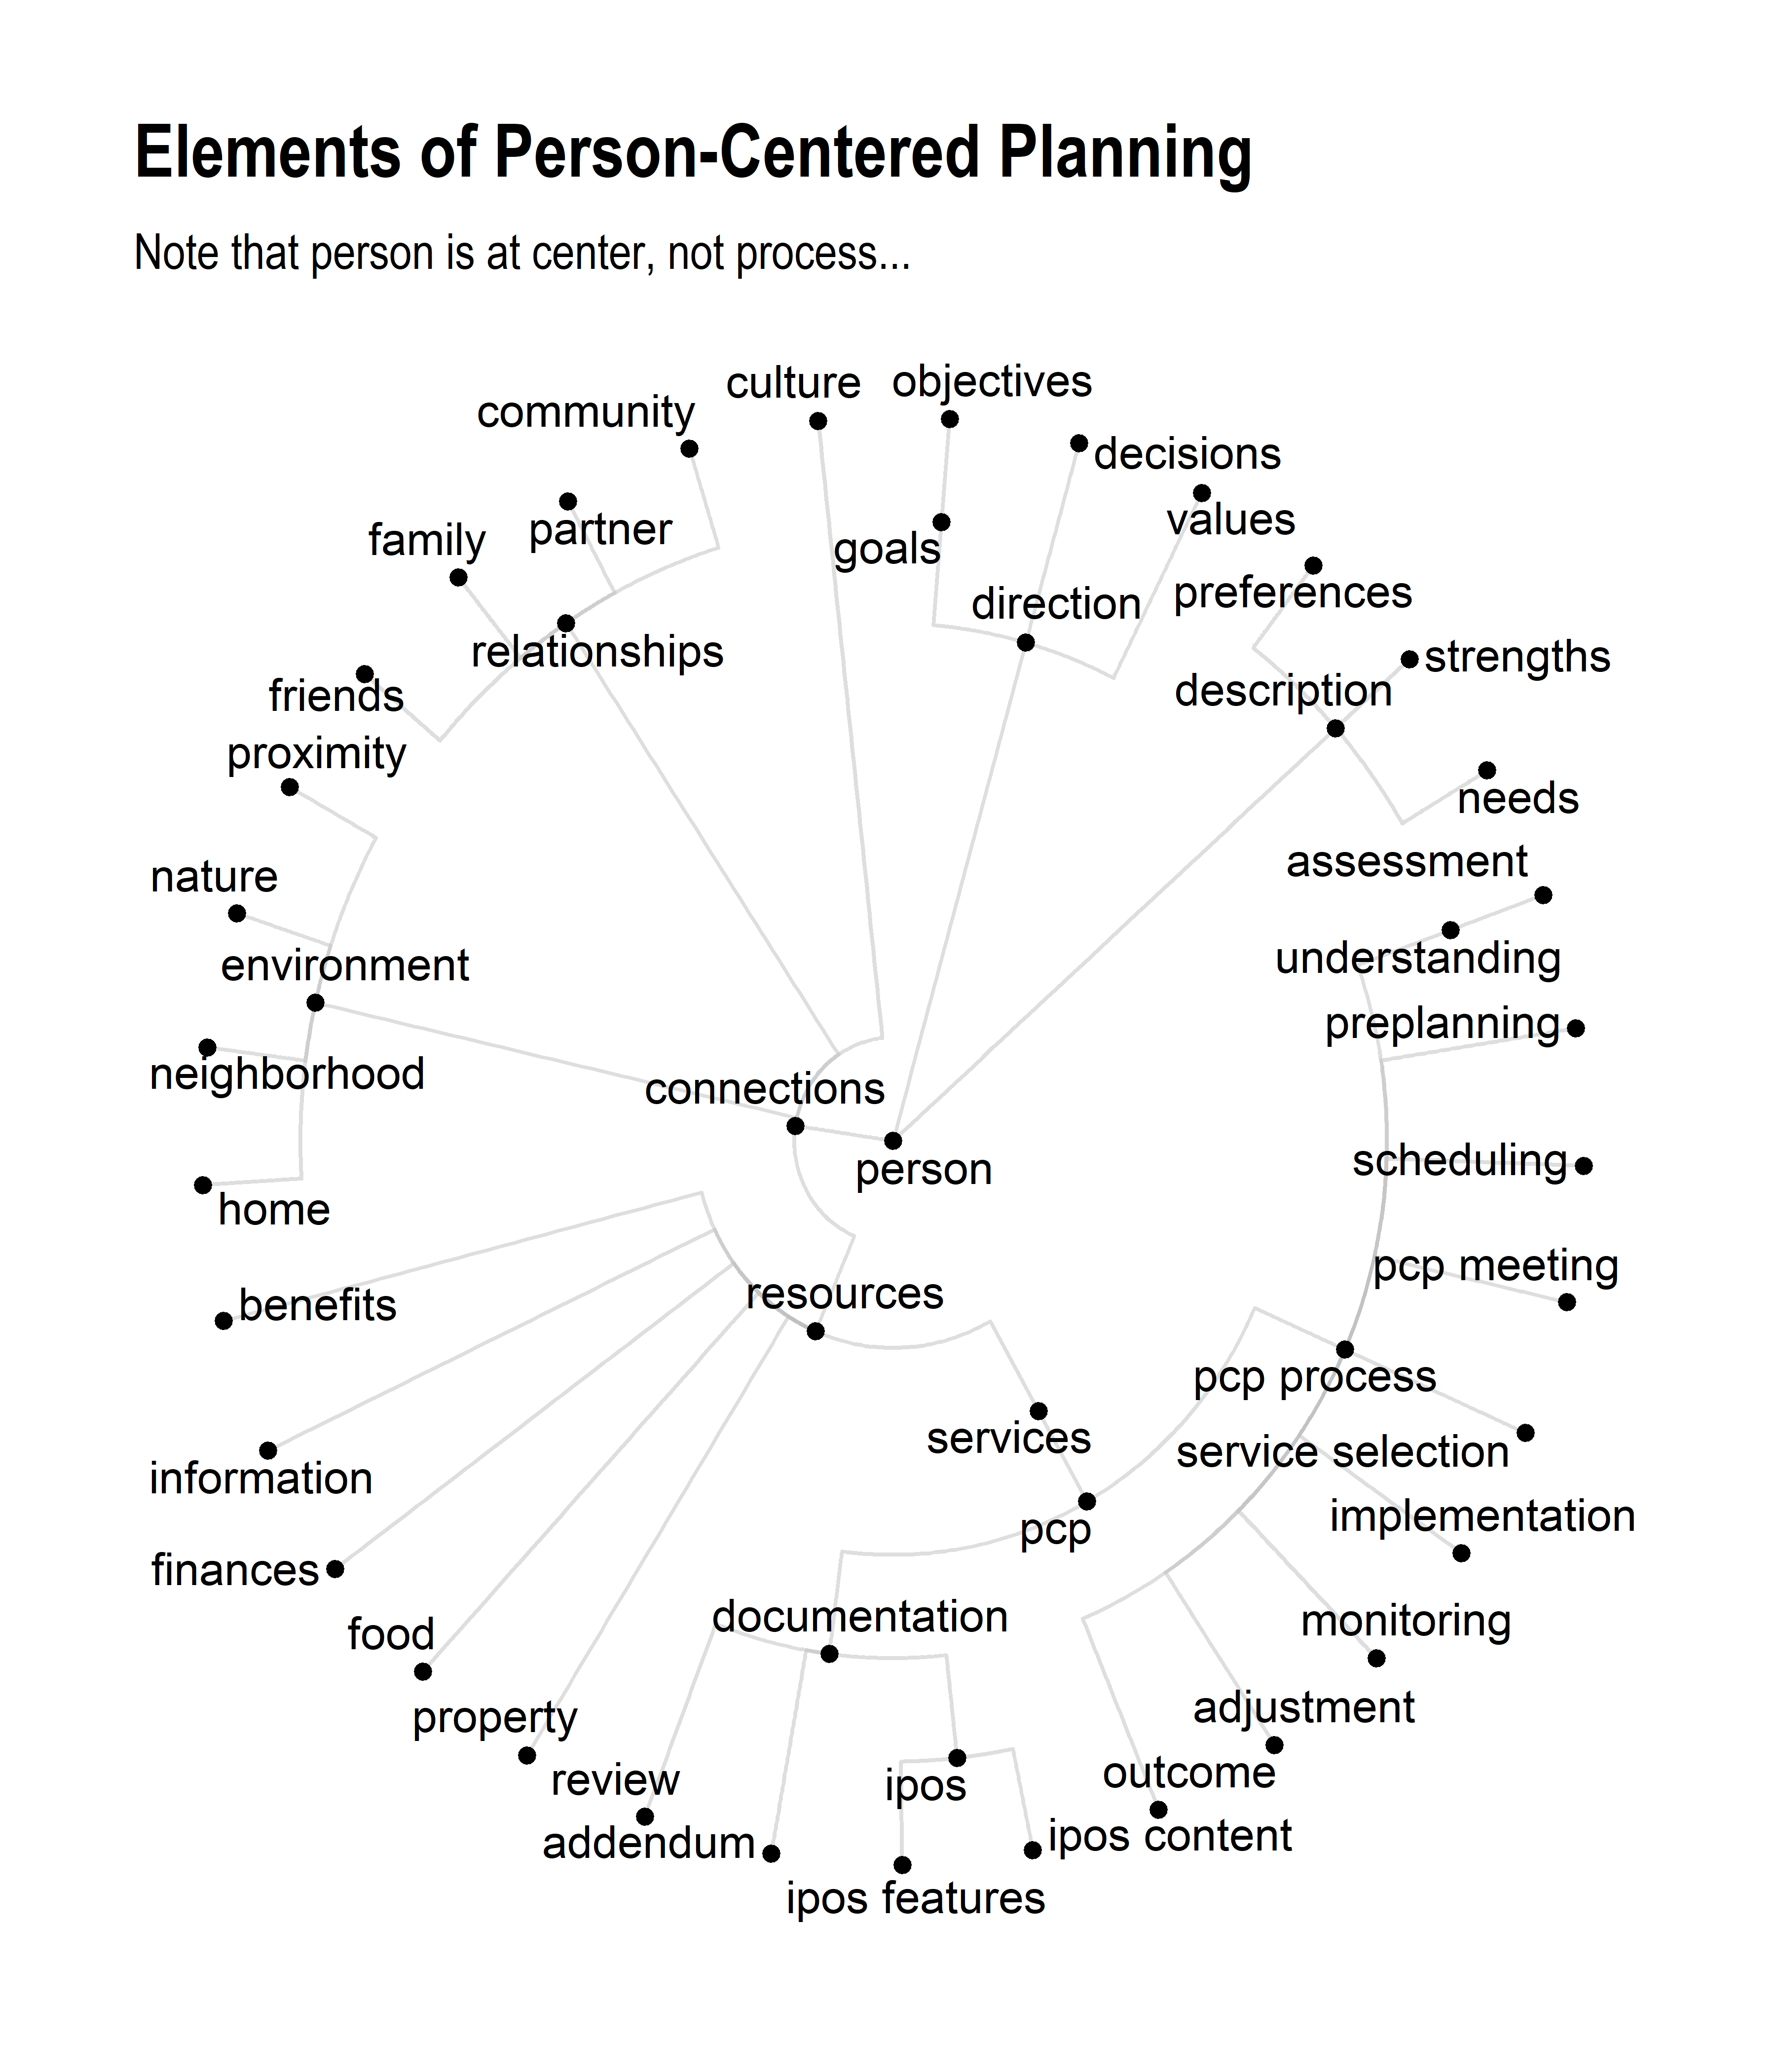 Elements of Person-Centered Planning
Note that person is at center, not process...
culture
objectives
community
decisions
values
partner
family
goals
preferences
direction
relationships
strengths
description
friends
proximity
needs
assessment
nature
understanding
environment
preplanning
neighborhood
connections
scheduling
person
home
pcp meeting
resources
benefits
pcp process
services
service selection
information
implementation
pcp
finances
documentation
monitoring
food
adjustment
property
outcome
review
ipos
ipos content
addendum
ipos features